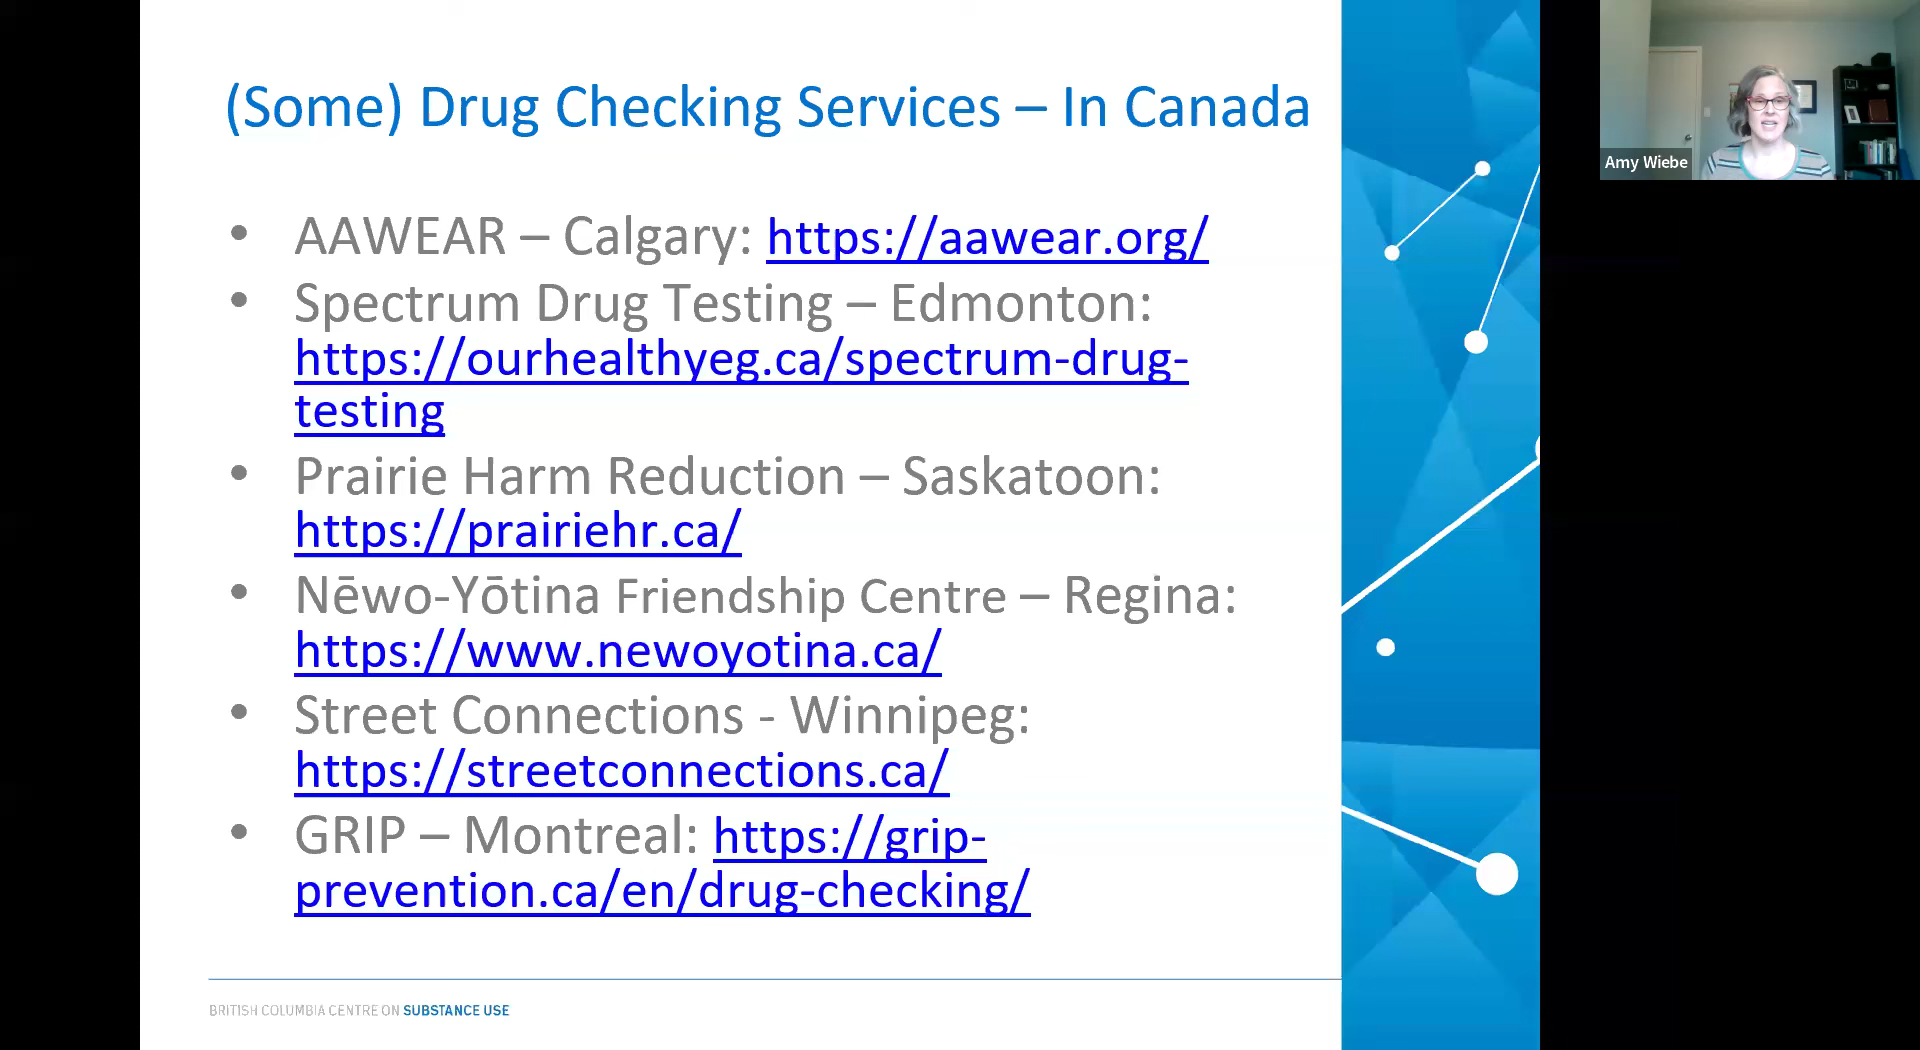 (Some) Drug Checking Services – In Canada
• AAWEAR – Calgary: https://aawear.org/
• Spectrum Drug Testing – Edmonton:
https://ourhealthyeg.ca/spectrum-drug-
testing
• Prairie Harm Reduction – Saskatoon:
https://prairiehr.ca/
• Nēwo-Yōtina Friendship Centre – Regina:
https://www.newoyotina.ca/
• Street Connections - Winnipeg:
https://streetconnections.ca/
• GRIP – Montreal: https://grip-
prevention.ca/en/drug-checking/
BRITISH COLUMBIA CENTRE ON SUBSTANCE USE
Amy Wiebe